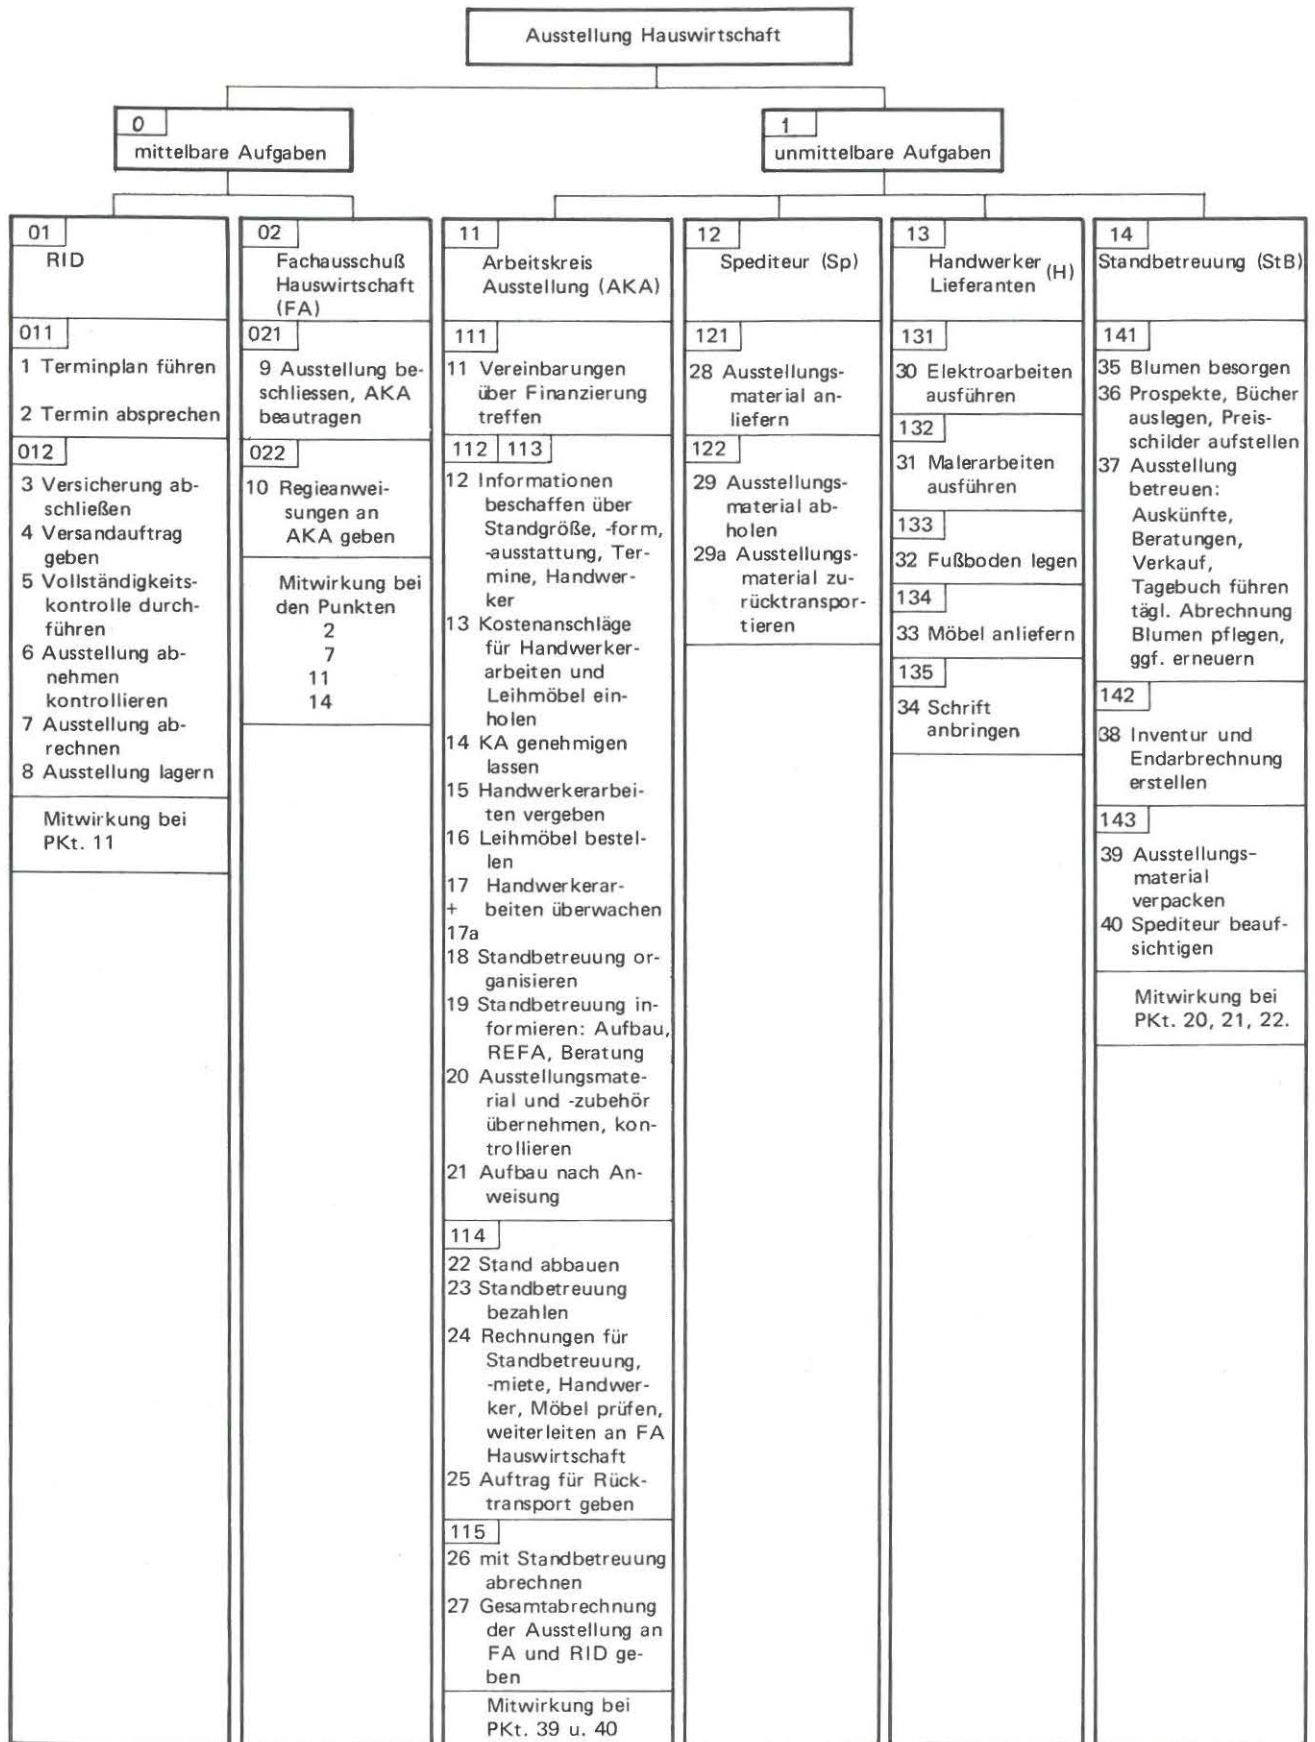 Ausstellung Hauswirtschaft
0
mittelbare Aufgaben
1
unmittelbare Aufgaben
01
RID
011
1 Terminplan führen
2 Termin absprechen
012
3 Versicherung ab-
schließen
4 Versandauftrag
geben
5 Vollständigkeits-
kontrolle durch-
führen
6 Ausstellung ab-
nehmen
kontrollieren
7 Ausstellung ab-
rechnen
8 Ausstellung lagern
Mitwirkung bei
PKt. 11
02
Fachausschuß
Hauswirtschaft
(FA)
021
9 Ausstellung be-
schliessen, AKA
beautragen
022
10 Regieanwei-
sungen an
AKA geben
Mitwirkung bei
den Punkten
2
7
11
14
11
Arbeitskreis
Ausstellung (AKA)
111
11 Vereinbarungen
über Finanzierung
treffen
112 113
12 Informationen
beschaffen über
Standgröße, -form,
-ausstattung, Ter-
mine, Handwer-
ker
13 Kostenanschläge
für Handwerker-
arbeiten und
Leihmöbel ein-
holen
14 KA genehmigen
lassen
15 Handwerkerarbei-
ten vergeben
16 Leihmöbel bestel-
len
17 Handwerkerar-
+ beiten überwachen
17a
18 Standbetreuung or-
ganisieren
19 Standbetreuung in-
formieren: Aufbau,
REFA, Beratung
20 Ausstellungsmate-
rial und -zubehör
übernehmen, kon-
trollieren
21 Aufbau nach An-
weisung
114
22 Stand abbauen
23 Standbetreuung
bezahlen
24 Rechnungen für
Standbetreuung,
-miete, Handwer-
ker, Möbel prüfen,
weiterleiten an FA
Hauswirtschaft
25 Auftrag für Rück-
transport geben
115
26 mit Standbetreuung
abrechnen
27 Gesamtabrechnung
der Ausstellung an
FA und RID ge-
ben
Mitwirkung bei
PKt. 39 u. 40
12
Spediteur (Sp)
121
28 Ausstellungs-
material an-
liefern
122
29 Ausstellungs-
material ab-
holen
29a Ausstellungs-
material zu-
rücktranspor-
tieren
13
Handwerker (H)
Lieferanten
131
30 Elektroarbeiten
ausführen
132
31 Malerarbeiten
ausführen
133
32 Fußboden legen
134
33 Möbel anliefern
135
34 Schrift
anbringen
14
Standbetreuung (StB)
141
35 Blumen besorgen
36 Prospekte, Bücher
auslegen, Preis-
schilder aufstellen
37 Ausstellung
betreuen:
Auskünfte,
Beratungen,
Verkauf,
Tagebuch führen
tägl. Abrechnung
Blumen pflegen,
ggf. erneuern
142
38 Inventur und
Endarbrechnung
erstellen
143
39 Ausstellungs-
material
verpacken
40 Spediteur beauf-
sichtigen
Mitwirkung bei
PKt. 20, 21, 22.